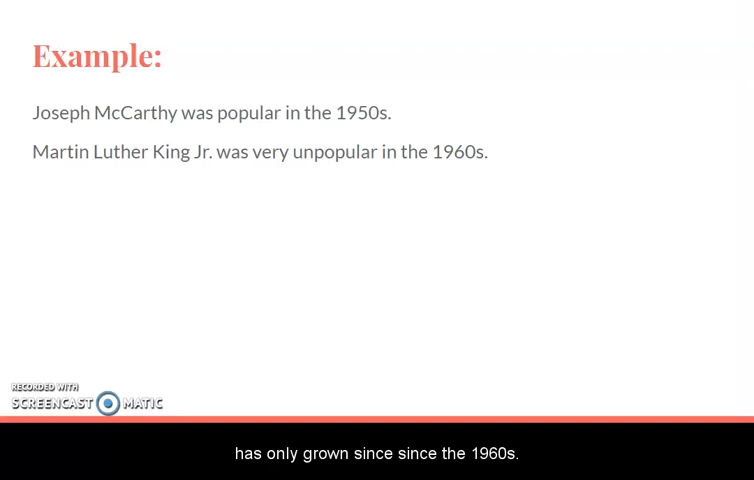 Example:
Joseph McCarthy was popular in the 1950s.
Martin Luther King Jr. was very unpopular in the 1960s.
RECORDED WITH
SCREENCAST MATIC
has only grown since since the 1960s.